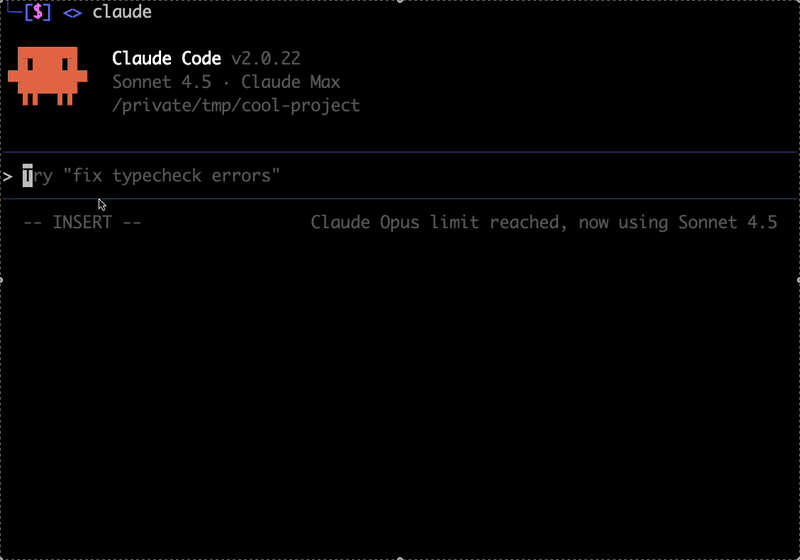 └─[$] <> claude
Claude Code v2.0.22
Sonnet 4.5 · Claude Max
/private/tmp/cool-project
> Try "fix typecheck errors"
-- INSERT -- Claude Opus limit reached, now using Sonnet 4.5